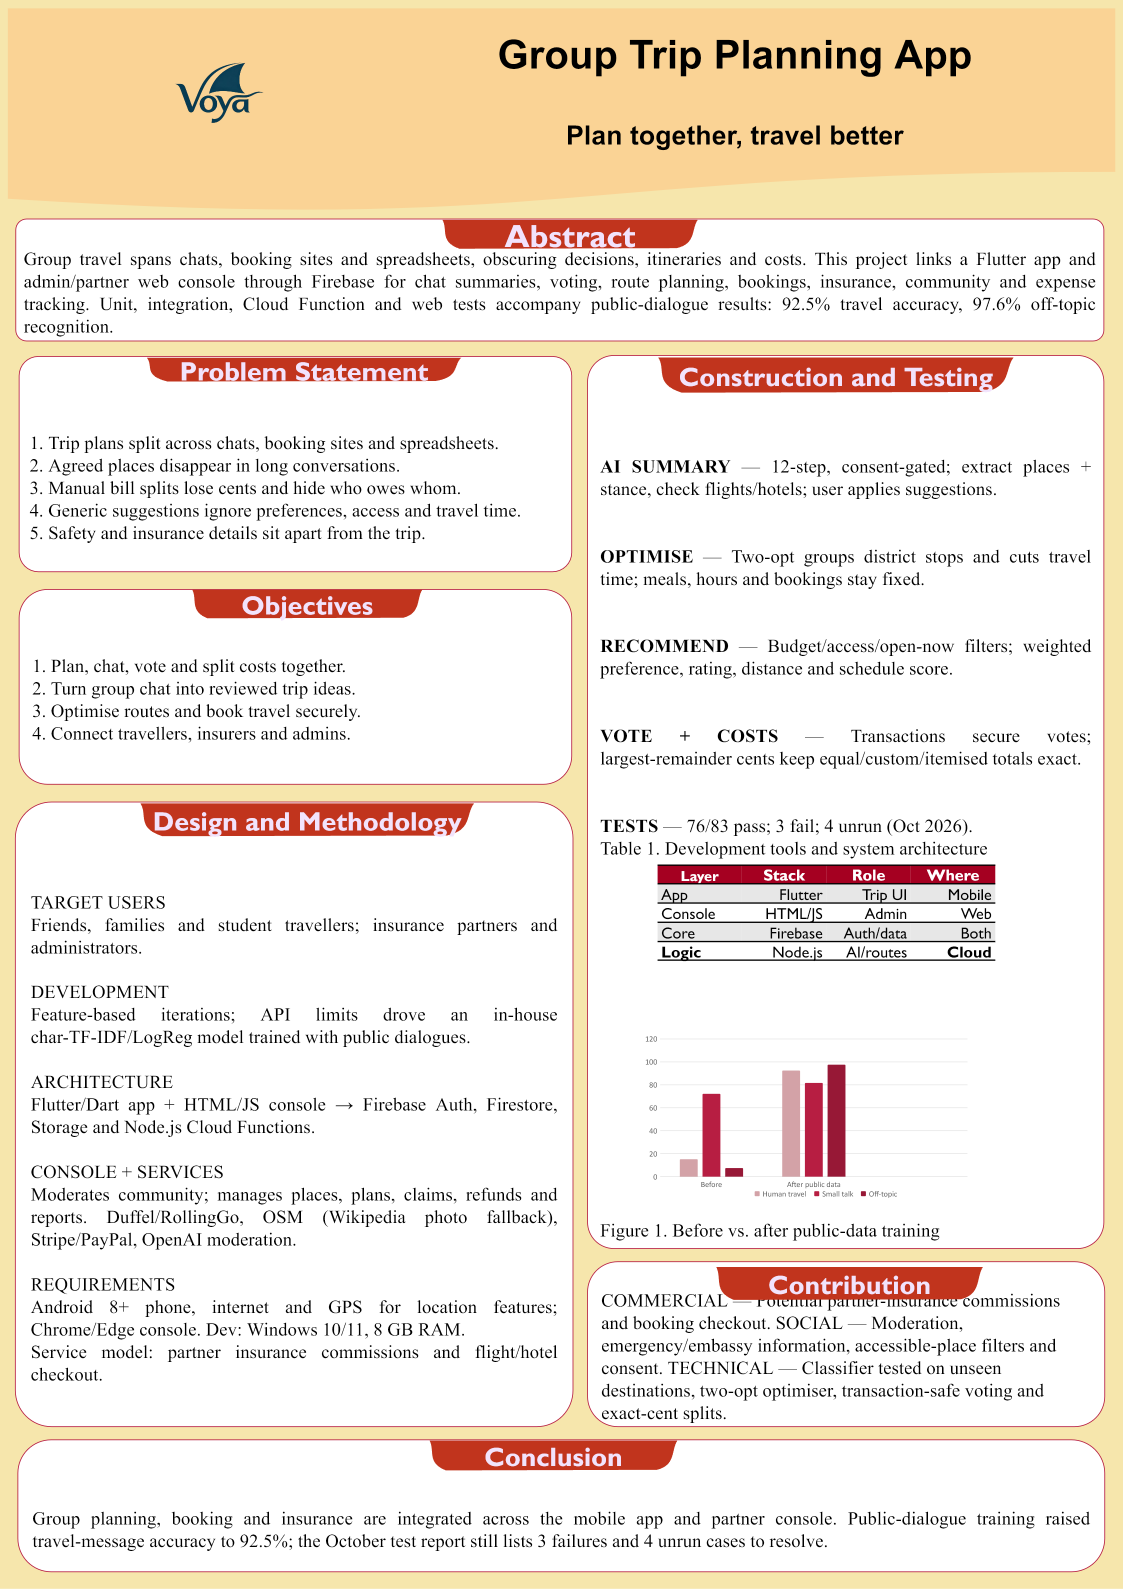 Voya
Group Trip Planning App
Plan together, travel better
Abstract
Group travel spans chats, booking sites and spreadsheets, obscuring decisions, itineraries and costs. This project links a Flutter app and
admin/partner web console through Firebase for chat summaries, voting, route planning, bookings, insurance, community and expense
tracking. Unit, integration, Cloud Function and web tests accompany public-dialogue results: 92.5% travel accuracy, 97.6% off-topic
recognition.
Problem Statement
1. Trip plans split across chats, booking sites and spreadsheets.
2. Agreed places disappear in long conversations.
3. Manual bill splits lose cents and hide who owes whom.
4. Generic suggestions ignore preferences, access and travel time.
5. Safety and insurance details sit apart from the trip.
Objectives
1. Plan, chat, vote and split costs together.
2. Turn group chat into reviewed trip ideas.
3. Optimise routes and book travel securely.
4. Connect travellers, insurers and admins.
Design and Methodology
TARGET USERS
Friends, families and student travellers; insurance partners and
administrators.
DEVELOPMENT
Feature-based iterations; API limits drove an in-house
char-TF-IDF/LogReg model trained with public dialogues.
ARCHITECTURE
Flutter/Dart app + HTML/JS console → Firebase Auth, Firestore,
Storage and Node.js Cloud Functions.
CONSOLE + SERVICES
Moderates community; manages places, plans, claims, refunds and
reports. Duffel/RollingGo, OSM (Wikipedia photo fallback),
Stripe/PayPal, OpenAI moderation.
REQUIREMENTS
Android 8+ phone, internet and GPS for location features;
Chrome/Edge console. Dev: Windows 10/11, 8 GB RAM.
Service model: partner insurance commissions and flight/hotel
checkout.
Construction and Testing
AI SUMMARY — 12-step, consent-gated; extract places +
stance, check flights/hotels; user applies suggestions.
OPTIMISE — Two-opt groups district stops and cuts travel
time; meals, hours and bookings stay fixed.
RECOMMEND — Budget/access/open-now filters; weighted
preference, rating, distance and schedule score.
VOTE + COSTS — Transactions secure votes;
largest-remainder cents keep equal/custom/itemised totals exact.
TESTS — 76/83 pass; 3 fail; 4 unrun (Oct 2026).
Table 1. Development tools and system architecture
Layer Stack Role Where
App Flutter Trip UI Mobile
Console HTML/JS Admin Web
Core Firebase Auth/data Both
Logic Node.js AI/routes Cloud
120
100
80
60
40
20
0
Before After public data
Human travel Small talk Off-topic
Figure 1. Before vs. after public-data training
Contribution
COMMERCIAL — Potential partner-insurance commissions
and booking checkout. SOCIAL — Moderation,
emergency/embassy information, accessible-place filters and
consent. TECHNICAL — Classifier tested on unseen
destinations, two-opt optimiser, transaction-safe voting and
exact-cent splits.
Conclusion
Group planning, booking and insurance are integrated across the mobile app and partner console. Public-dialogue training raised
travel-message accuracy to 92.5%; the October test report still lists 3 failures and 4 unrun cases to resolve.